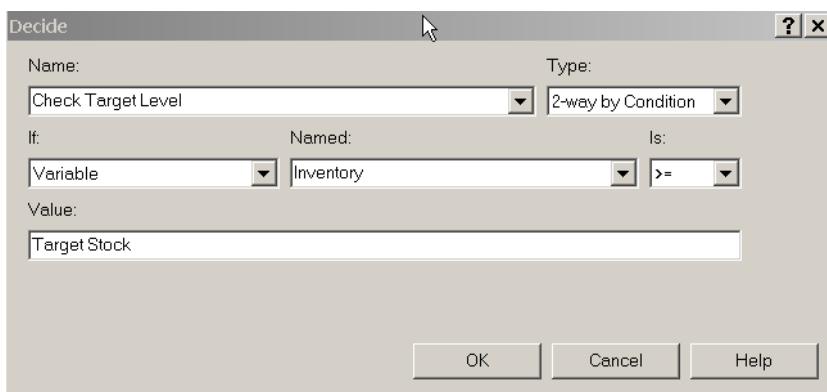 Decide ? ×
Name: Type:
Check Target Level 2-way by Condition
If: Named: Is:
Variable Inventory >=
Value:
Target Stock
OK Cancel Help